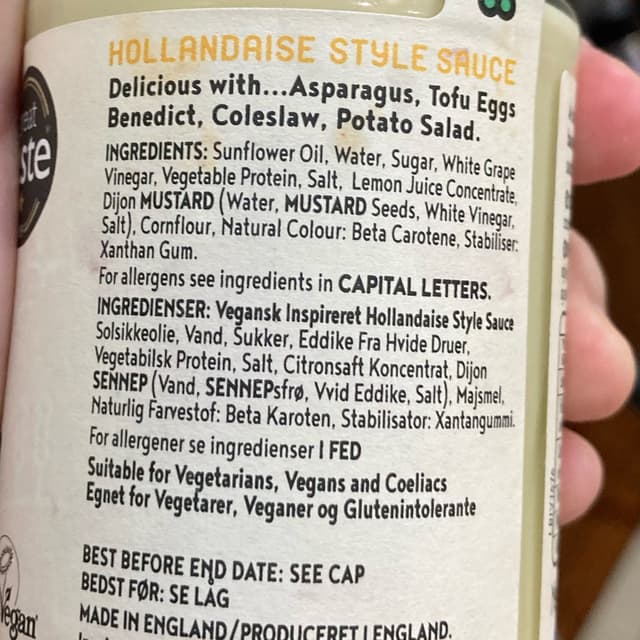 HOLLANDAISE STYLE SAUCE
Delicious with...Asparagus, Tofu Eggs
Benedict, Coleslaw, Potato Salad.
INGREDIENTS: Sunflower Oil, Water, Sugar, White Grape
Vinegar, Vegetable Protein, Salt, Lemon Juice Concentrate,
Dijon MUSTARD (Water, MUSTARD Seeds, White Vinegar,
Salt), Cornflour, Natural Colour: Beta Carotene, Stabiliser:
Xanthan Gum.
For allergens see ingredients in CAPITAL LETTERS.
INGREDIENSER: Vegansk Inspireret Hollandaise Style Sauce
Solsikkeolie, Vand, Sukker, Eddike Fra Hvide Druer,
Vegetabilsk Protein, Salt, Citronsaft Koncentrat, Dijon
SENNEP (Vand, SENNEPsfrø, Vvid Eddike, Salt), Majsmel,
Naturlig Farvestof: Beta Karoten, Stabilisator: Xantangummi.
For allergener se ingredienser I FED
Suitable for Vegetarians, Vegans and Coeliacs
Egnet for Vegetarer, Veganer og Glutenintolerante
BEST BEFORE END DATE: SEE CAP
BEDST FØR: SE LÅG
MADE IN ENGLAND/PRODUCERET I ENGLAND.
Vegan